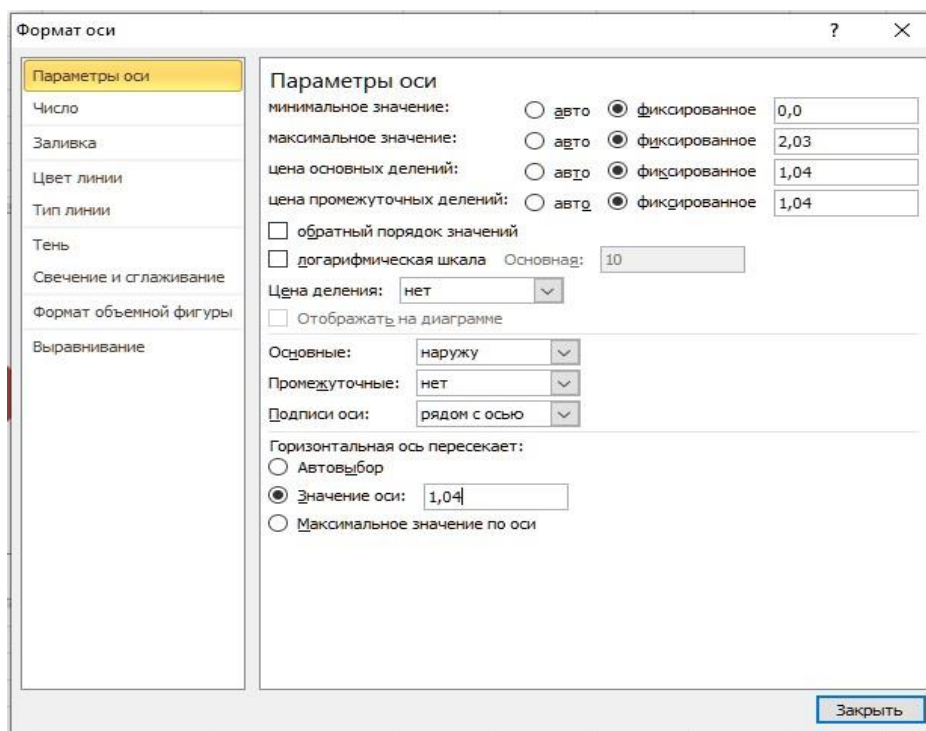 Формат оси ?
Параметры оси
Число
Заливка
Цвет линии
Тип линии
Тень
Свечение и сглаживание
Формат объемной фигуры
Выравнивание
Параметры оси
минимальное значение: авто фиксированное 0,0
максимальное значение: авто фиксированное 2,03
цена основных делений: авто фиксированное 1,04
цена промежуточных делений: авто фиксированное 1,04
обратный порядок значений
логарифмическая шкала Основная: 10
Цена деления: нет
Отображать на диаграмме
Основные: наружу
Промежуточные: нет
Подписи оси: рядом с осью
Горизонтальная ось пересекает:
Автовыбор
Значение оси: 1,04
Максимальное значение по оси
Закрыть